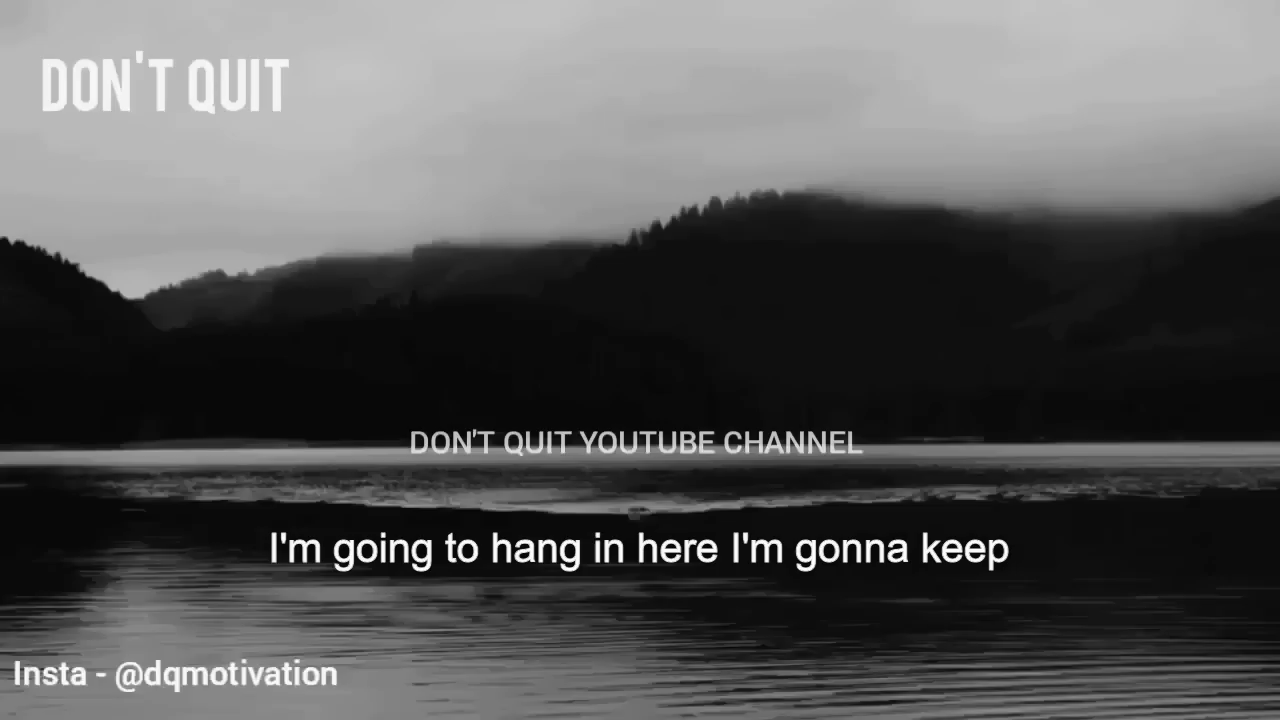 DON'T QUIT
DON'T QUIT YOUTUBE CHANNEL
I'm going to hang in here I'm gonna keep
Insta - @dqmotivation